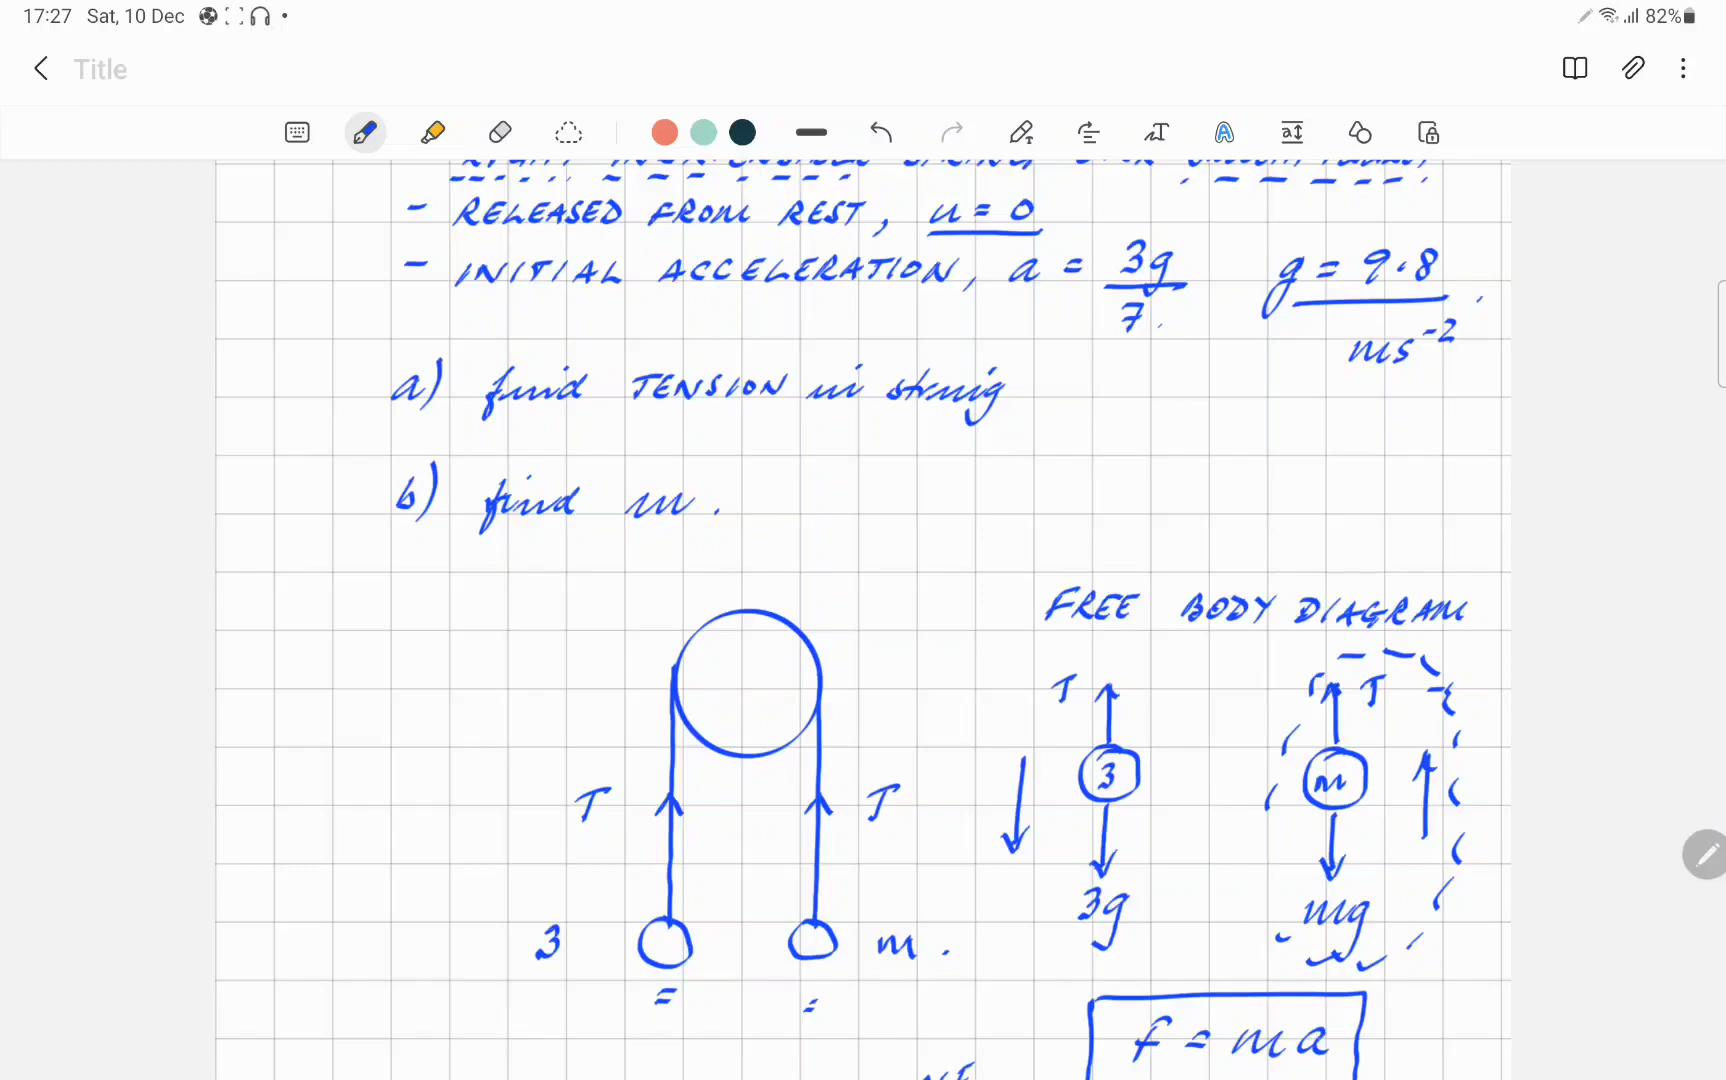 17:27 Sat, 10 Dec
82%
Title
- RELEASED FROM REST, u = 0
- INITIAL ACCELERATION, a = 3g/7 g = 9.8 ms⁻²
a) find TENSION in string
b) find m.
FREE BODY DIAGRAM
T T
3 m
3g mg
T T
3 m.
f = ma